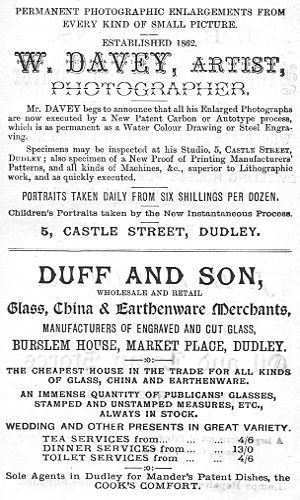 PERMANENT PHOTOGRAPHIC ENLARGEMENTS FROM
EVERY KIND OF SMALL PICTURE.
ESTABLISHED 1862.
W. DAVEY, ARTIST,
PHOTOGRAPHER.
Mr. DAVEY begs to announce that all his Enlarged Photographs
are now executed by a New Patent Carbon or Autotype process,
which is as permanent as a Water Colour Drawing or Steel Engra-
ving.
Specimens may be inspected at his Studio, 5, CASTLE STREET,
DUDLEY; also specimen of a New Proof of Printing Manufacturers'
Patterns, and all kinds of Machines, &c., superior to Lithographic
work, and as quickly executed.
PORTRAITS TAKEN DAILY FROM SIX SHILLINGS PER DOZEN.
Children's Portraits taken by the New Instantaneous Process.
5, CASTLE STREET, DUDLEY.
DUFF AND SON,
WHOLESALE AND RETAIL
Glass, China & Earthenware Merchants,
MANUFACTURERS OF ENGRAVED AND CUT GLASS,
BURSLEM HOUSE, MARKET PLACE, DUDLEY.
:o:
THE CHEAPEST HOUSE IN THE TRADE FOR ALL KINDS
OF GLASS, CHINA AND EARTHENWARE.
AN IMMENSE QUANTITY OF PUBLICANS' GLASSES,
STAMPED AND UNSTAMPED MEASURES, ETC.,
ALWAYS IN STOCK.
WEDDING AND OTHER PRESENTS IN GREAT VARIETY.
TEA SERVICES from... ... ... 4/6
DINNER SERVICES from... ... 13/0
TOILET SERVICES from ... ... 4/6
:o:
Sole Agents in Dudley for Mander's Patent Dishes, the
COOK'S COMFORT.